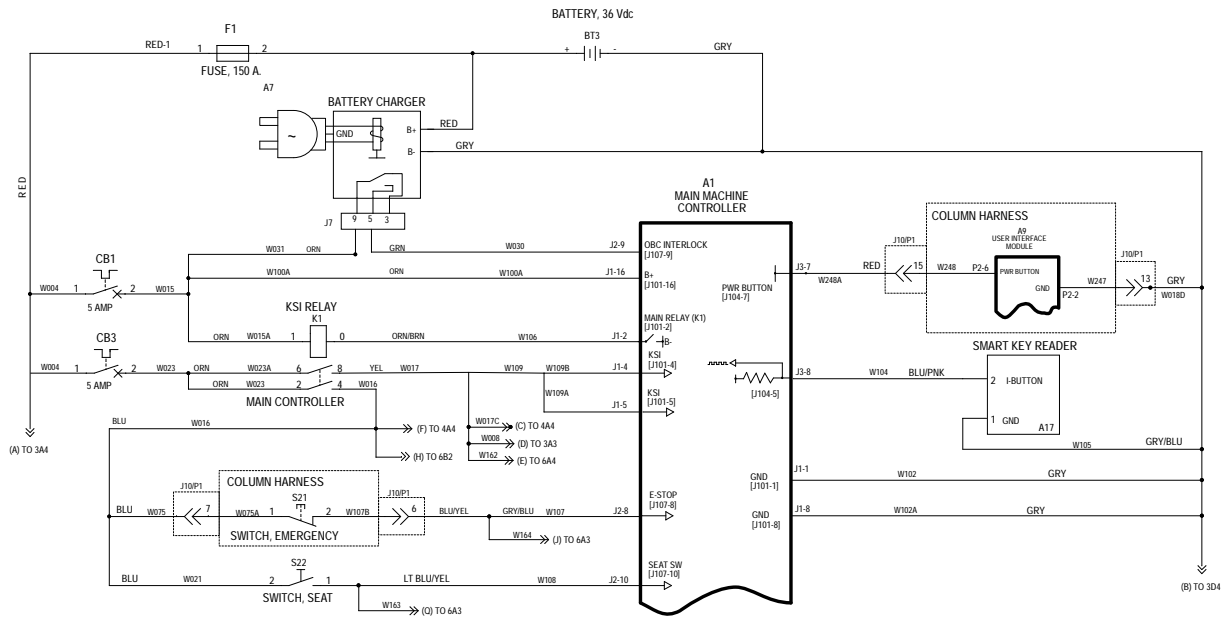 BATTERY, 36 Vdc
F1
RED-1 1 2
BT3
+ -
GRY
FUSE, 150 A.
A7
BATTERY CHARGER
GND
~
B+ RED
B- GRY
RED
J7 9 5 3
A1
MAIN MACHINE
CONTROLLER
COLUMN HARNESS
A9
USER INTERFACE
MODULE
J10/P1
J10/P1
W031 ORN
GRN W030 J2-9
OBC INTERLOCK
[J107-9]
W100A ORN W100A J1-16
B+
[J101-16]
J3-7 RED 15 W248 P2-6 PWR BUTTON
W248A
PWR BUTTON
[J104-7]
GND P2-2 W247 13 GRY
W018D
CB1
W004 1 2 W015
5 AMP
KSI RELAY
K1
ORN W015A 1 0 ORN/BRN W106 J1-2
MAIN RELAY (K1)
[J101-2]
B-
CB3
W004 1 2 W023
5 AMP
ORN W023A 6 8 YEL W017 W109 W109B J1-4
KSI
[J101-4]
ORN W023 2 4 W016
MAIN CONTROLLER
W109A J1-5
KSI
[J101-5]
SMART KEY READER
J3-8 W104 BLU/PNK 2 I-BUTTON
[J104-5]
1 GND
A17
W105 GRY/BLU
BLU W016
(F) TO 4A4
(H) TO 6B2
W017C (C) TO 4A4
W008 (D) TO 3A3
W162 (E) TO 6A4
(A) TO 3A4
GND
[J101-1]
J1-1 W102 GRY
COLUMN HARNESS
J10/P1
S21
J10/P1
BLU W075 7 W075A 1 2 W107B 6 BLU/YEL GRY/BLU W107 J2-8
SWITCH, EMERGENCY
E-STOP
[J107-8]
GND
[J101-8]
J1-8 W102A GRY
W164 (J) TO 6A3
S22
BLU W021 2 1 LT BLU/YEL W108 J2-10
SWITCH, SEAT
SEAT SW
[J107-10]
W163 (Q) TO 6A3
(B) TO 3D4